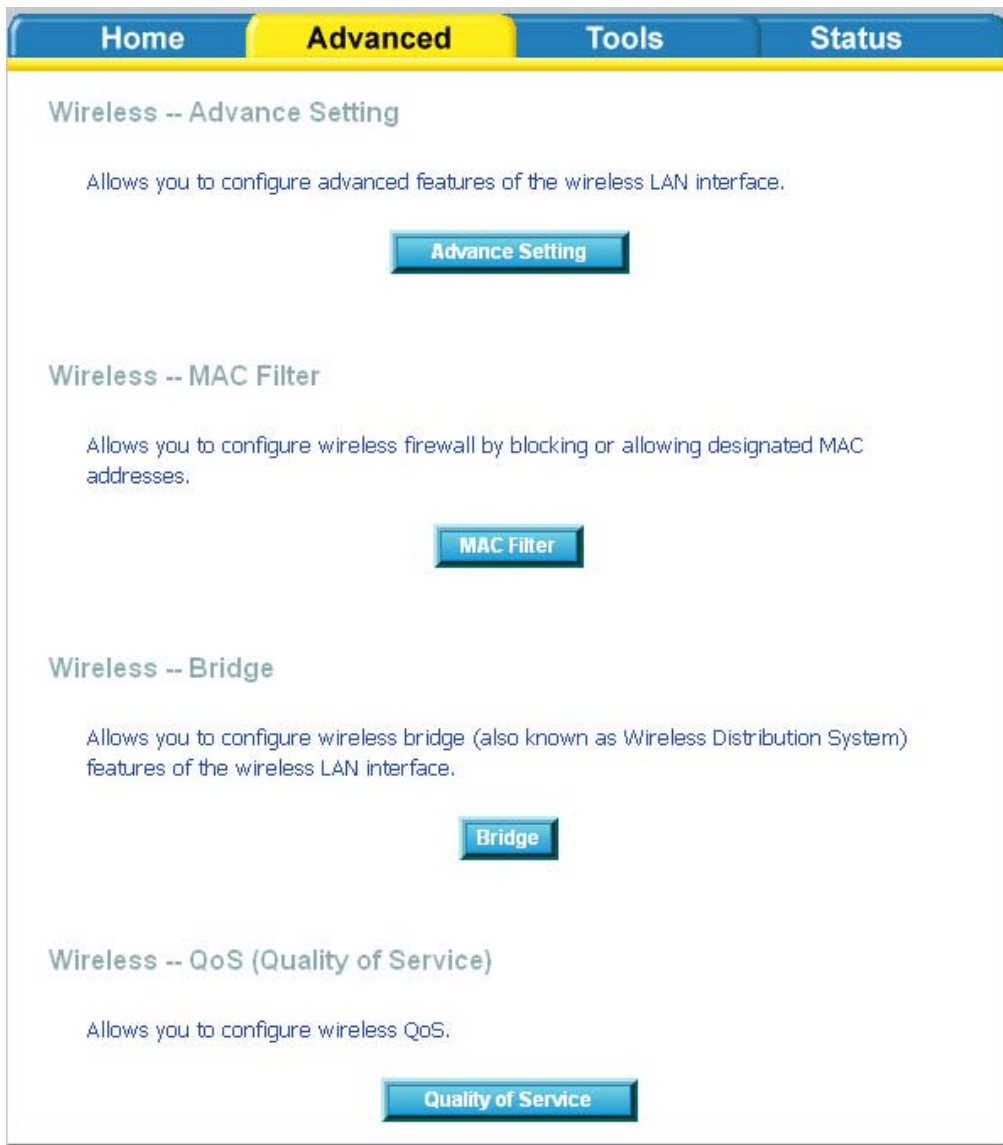 Home Advanced Tools Status
Wireless -- Advance Setting
Allows you to configure advanced features of the wireless LAN interface.
Advance Setting
Wireless -- MAC Filter
Allows you to configure wireless firewall by blocking or allowing designated MAC
addresses.
MAC Filter
Wireless -- Bridge
Allows you to configure wireless bridge (also known as Wireless Distribution System)
features of the wireless LAN interface.
Bridge
Wireless -- QoS (Quality of Service)
Allows you to configure wireless QoS.
Quality of Service